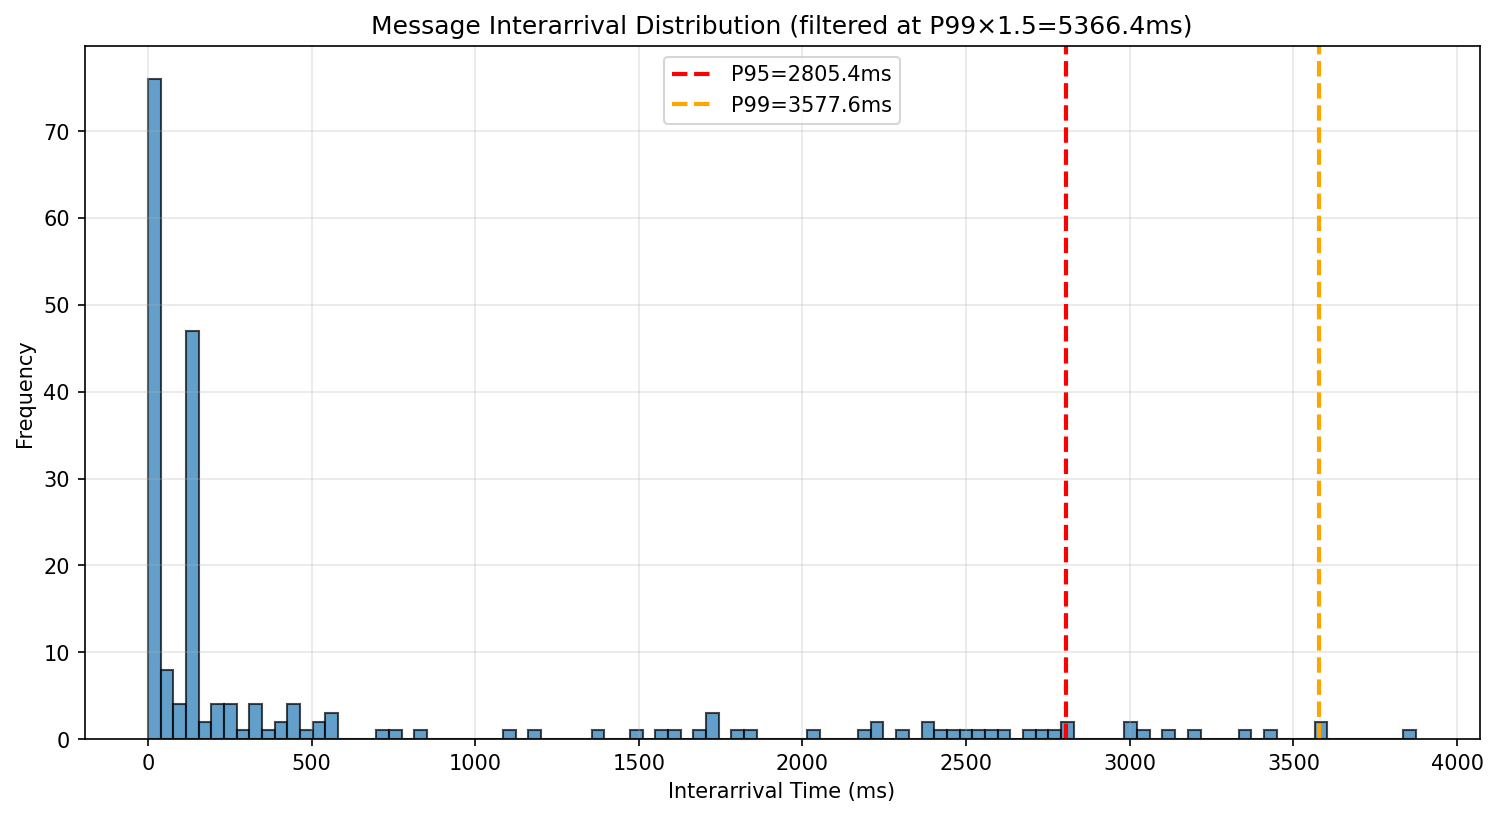 Message Interarrival Distribution (filtered at P99×1.5=5366.4ms)
P95=2805.4ms
P99=3577.6ms
Frequency
70
60
50
40
30
20
10
0
0 500 1000 1500 2000 2500 3000 3500 4000
Interarrival Time (ms)